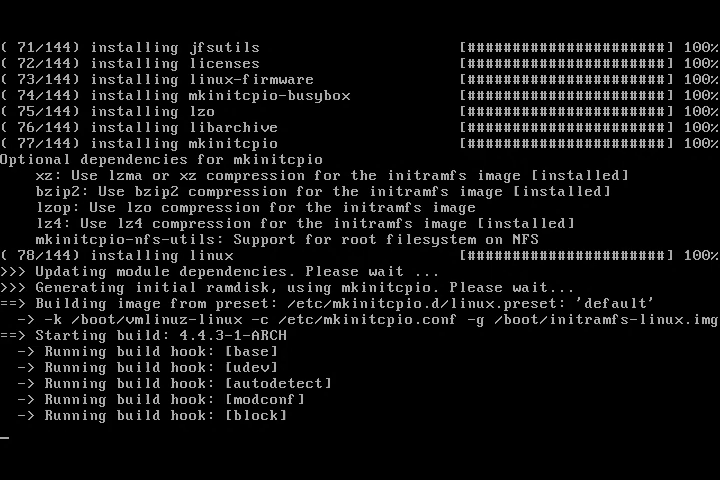 ( 71/144) installing jfsutils [######################] 100%
( 72/144) installing licenses [######################] 100%
( 73/144) installing linux-firmware [######################] 100%
( 74/144) installing mkinitcpio-busybox [######################] 100%
( 75/144) installing lzo [######################] 100%
( 76/144) installing libarchive [######################] 100%
( 77/144) installing mkinitcpio [######################] 100%
Optional dependencies for mkinitcpio
    xz: Use lzma or xz compression for the initramfs image [installed]
    bzip2: Use bzip2 compression for the initramfs image [installed]
    lzop: Use lzo compression for the initramfs image
    lz4: Use lz4 compression for the initramfs image [installed]
    mkinitcpio-nfs-utils: Support for root filesystem on NFS
( 78/144) installing linux [######################] 100%
>>> Updating module dependencies. Please wait ...
>>> Generating initial ramdisk, using mkinitcpio. Please wait...
==> Building image from preset: /etc/mkinitcpio.d/linux.preset: 'default'
  -> -k /boot/vmlinuz-linux -c /etc/mkinitcpio.conf -g /boot/initramfs-linux.img
==> Starting build: 4.4.3-1-ARCH
  -> Running build hook: [base]
  -> Running build hook: [udev]
  -> Running build hook: [autodetect]
  -> Running build hook: [modconf]
  -> Running build hook: [block]